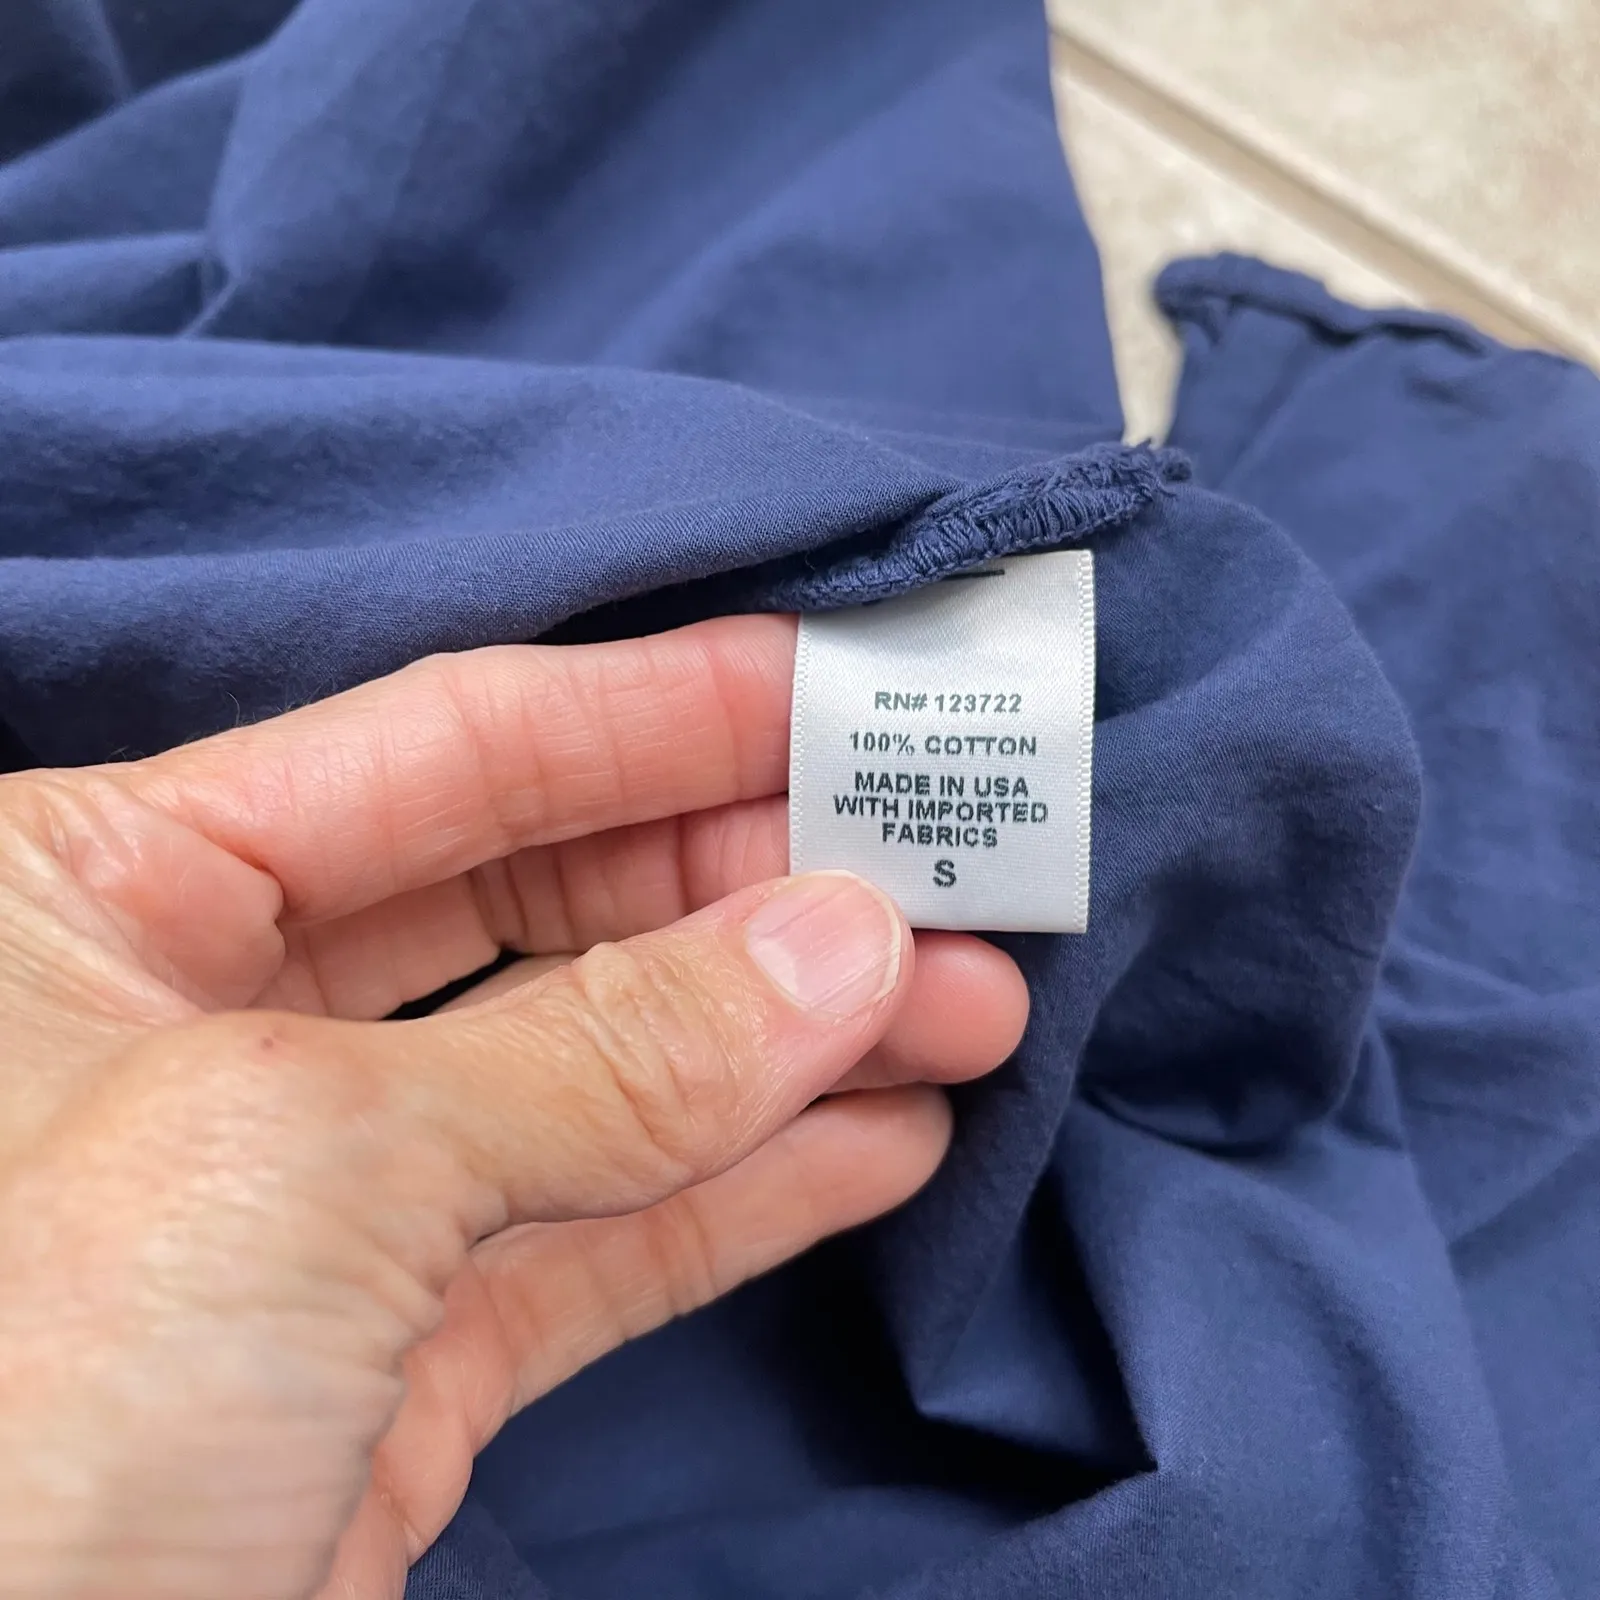 RN# 123722
100% COTTON
MADE IN USA
WITH IMPORTED
FABRICS
S